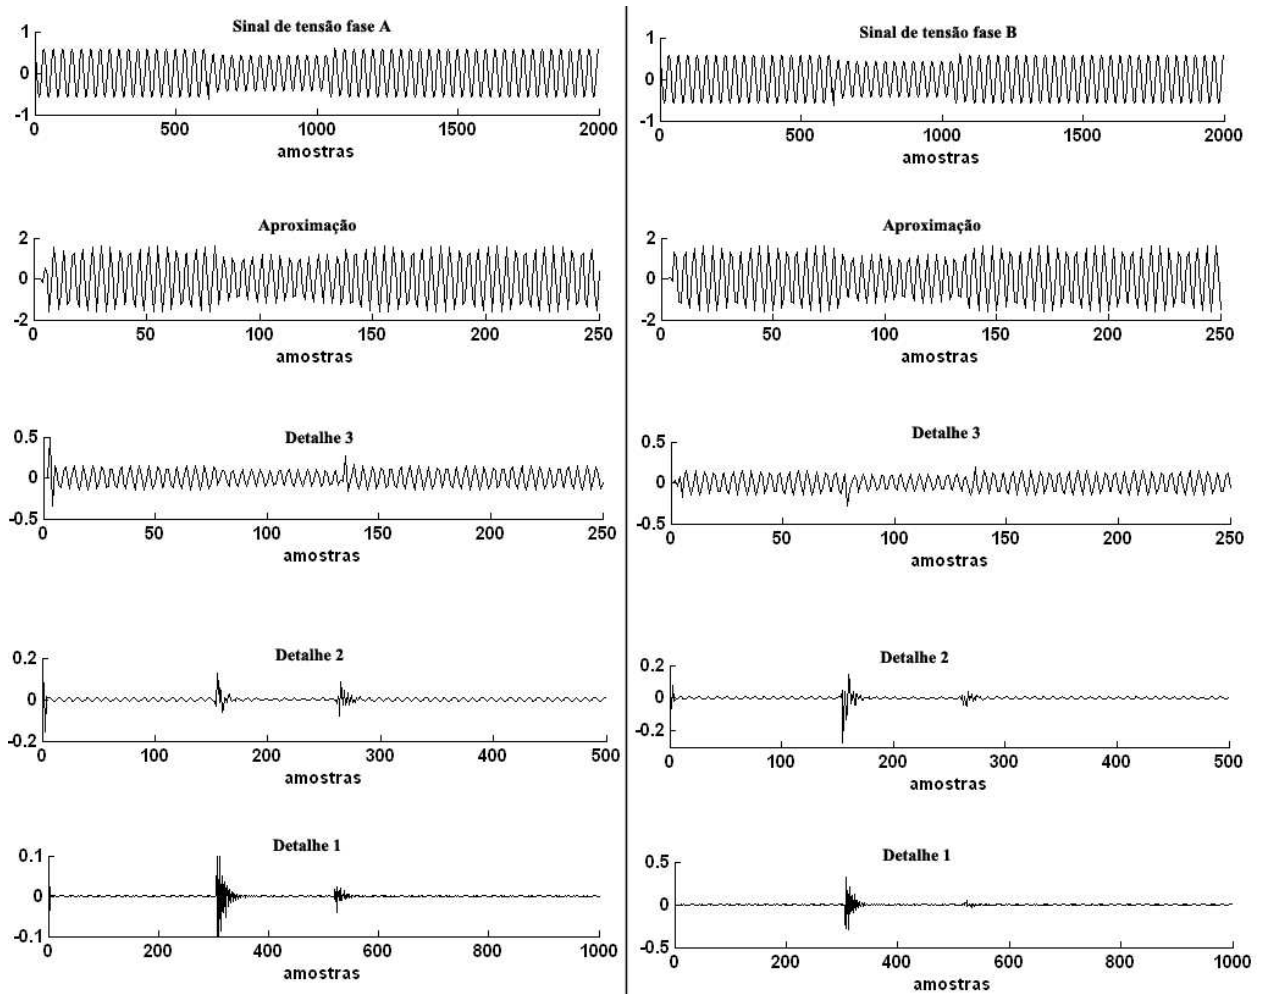 Sinal de tensão fase A
1
0
-1
0 500 1000 1500 2000
amostras
Aproximação
2
0
-2
0 50 100 150 200 250
amostras
Detalhe 3
0.5
0
-0.5
0 50 100 150 200 250
amostras
Detalhe 2
0.2
0
-0.2
0 100 200 300 400 500
amostras
Detalhe 1
0.1
0
-0.1
0 200 400 600 800 1000
amostras
Sinal de tensão fase B
1
0
-1
0 500 1000 1500 2000
amostras
Aproximação
2
0
-2
0 50 100 150 200 250
amostras
Detalhe 3
0.5
0
-0.5
0 50 100 150 200 250
amostras
Detalhe 2
0.2
0
-0.2
0 100 200 300 400 500
amostras
Detalhe 1
0.5
0
-0.5
0 200 400 600 800 1000
amostras